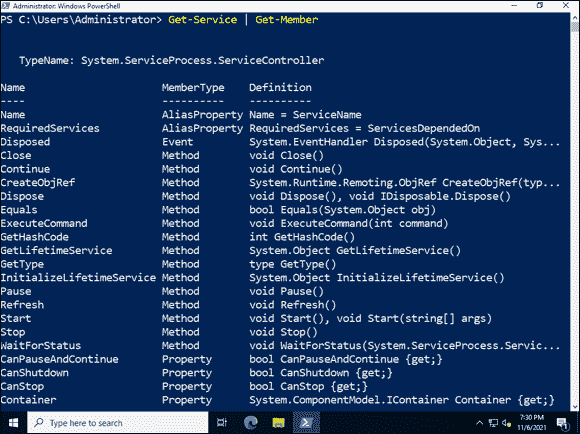 Administrator: Windows PowerShell
PS C:\Users\Administrator> Get-Service | Get-Member
TypeName: System.ServiceProcess.ServiceController
Name MemberType Definition
---- ---------- ----------
Name AliasProperty Name = ServiceName
RequiredServices AliasProperty RequiredServices = ServicesDependedOn
Disposed Event System.EventHandler Disposed(System.Object, Sys...
Close Method void Close()
Continue Method void Continue()
CreateObjRef Method System.Runtime.Remoting.ObjRef CreateObjRef(typ...
Dispose Method void Dispose(), void IDisposable.Dispose()
Equals Method bool Equals(System.Object obj)
ExecuteCommand Method void ExecuteCommand(int command)
GetHashCode Method int GetHashCode()
GetLifetimeService Method System.Object GetLifetimeService()
GetType Method type GetType()
InitializeLifetimeService Method System.Object InitializeLifetimeService()
Pause Method void Pause()
Refresh Method void Refresh()
Start Method void Start(), void Start(string[] args)
Stop Method void Stop()
WaitForStatus Method void WaitForStatus(System.ServiceProcess.Servic...
CanPauseAndContinue Property bool CanPauseAndContinue {get;}
CanShutdown Property bool CanShutdown {get;}
CanStop Property bool CanStop {get;}
Container Property System.ComponentModel.IContainer Container {get;}
Type here to search
7:30 PM
11/6/2021